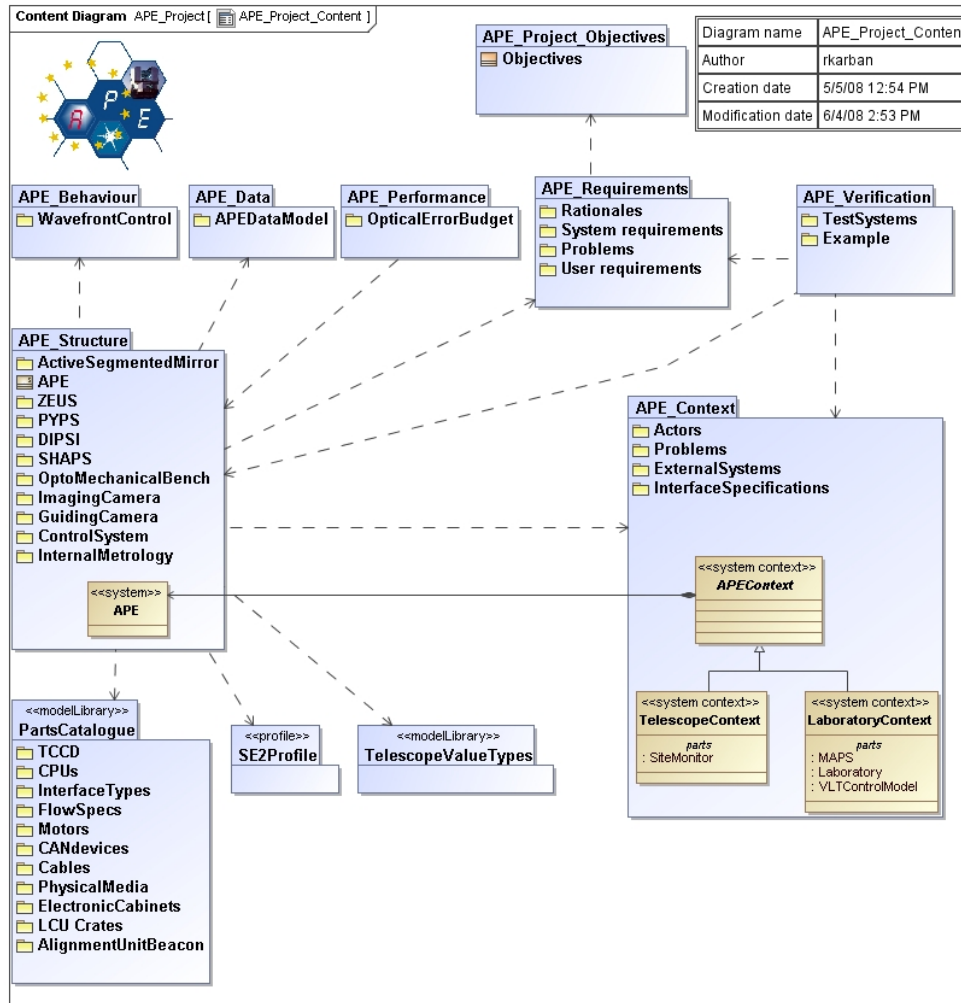 Content Diagram APE_Project [ APE_Project_Content ]
Diagram name APE_Project_Conten
Author rkarban
Creation date 5/5/08 12:54 PM
Modification date 6/4/08 2:53 PM
A P E
APE_Project_Objectives
Objectives
APE_Behaviour
WavefrontControl
APE_Data
APEDataModel
APE_Performance
OpticalErrorBudget
APE_Requirements
Rationales
System requirements
Problems
User requirements
APE_Verification
TestSystems
Example
APE_Structure
ActiveSegmentedMirror
APE
ZEUS
PYPS
DIPSI
SHAPS
OptoMechanicalBench
ImagingCamera
GuidingCamera
ControlSystem
InternalMetrology
<<system>>
APE
APE_Context
Actors
Problems
ExternalSystems
InterfaceSpecifications
<<system context>>
APEContext
<<system context>>
TelescopeContext
parts
: SiteMonitor
<<system context>>
LaboratoryContext
parts
: MAPS
: Laboratory
: VLTControlModel
<<modelLibrary>>
PartsCatalogue
TCCD
CPUs
InterfaceTypes
FlowSpecs
Motors
CANdevices
Cables
PhysicalMedia
ElectronicCabinets
LCU Crates
AlignmentUnitBeacon
<<profile>>
SE2Profile
<<modelLibrary>>
TelescopeValueTypes